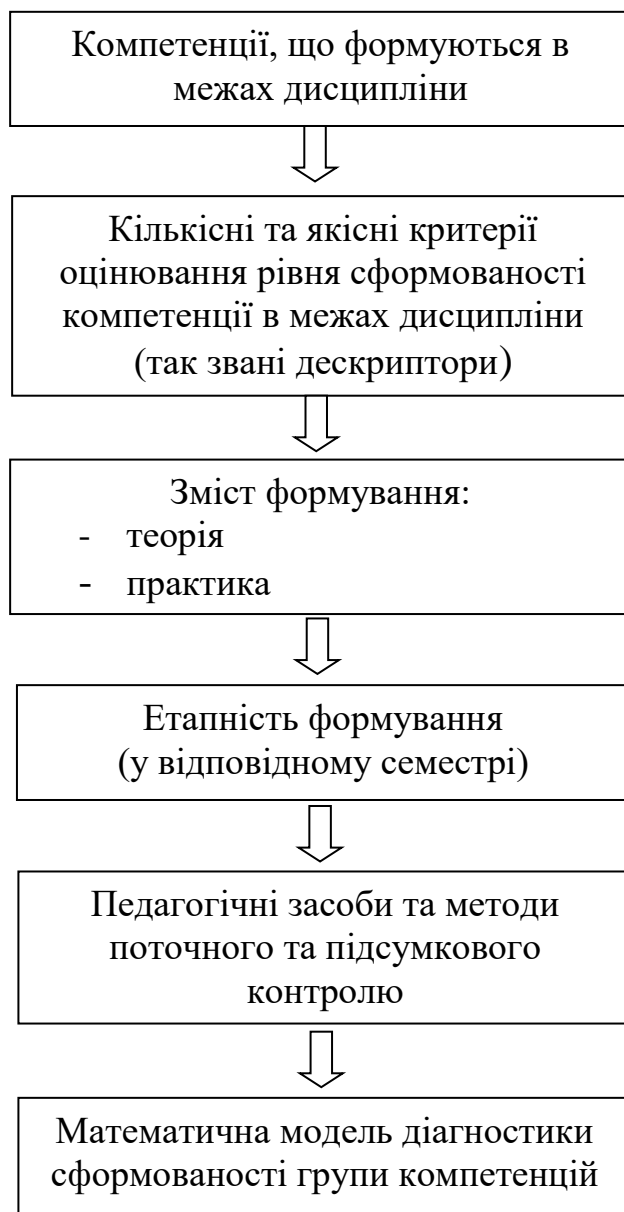 Компетенції, що формуються в
межах дисципліни
Кількісні та якісні критерії
оцінювання рівня сформованості
компетенції в межах дисципліни
(так звані дескриптори)
Зміст формування:
- теорія
- практика
Етапність формування
(у відповідному семестрі)
Педагогічні засоби та методи
поточного та підсумкового
контролю
Математична модель діагностики
сформованості групи компетенцій